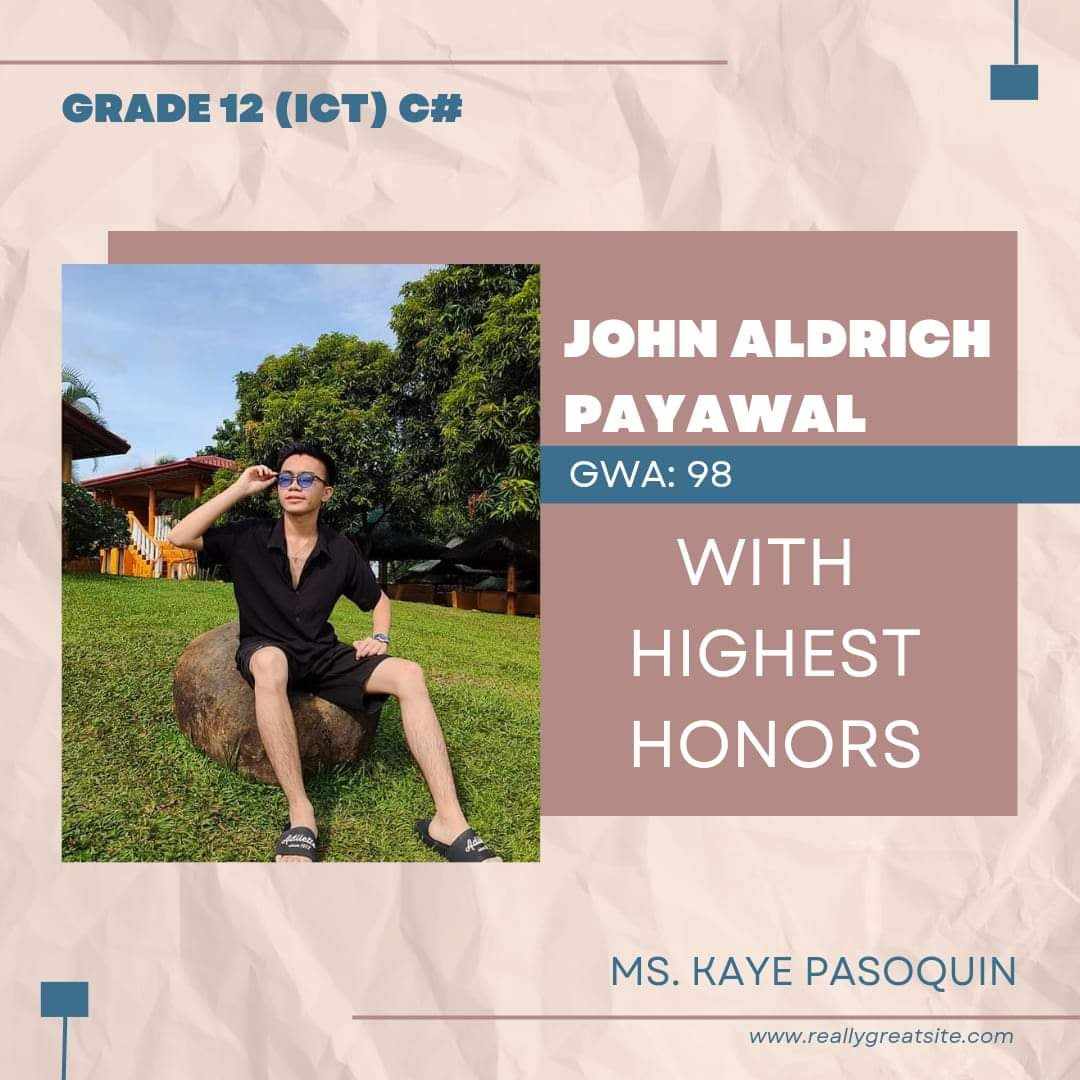 GRADE 12 (ICT) C#
JOHN ALDRICH
PAYAWAL
GWA: 98
WITH
HIGHEST
HONORS
MS. KAYE PASOQUIN
www.reallygreatsite.com